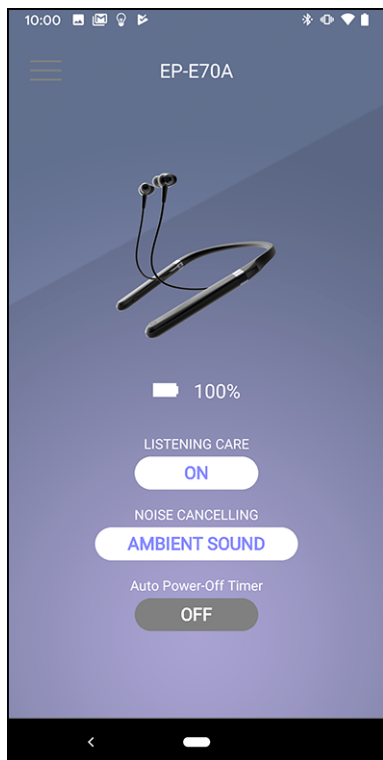 10:00
EP-E70A
100%
LISTENING CARE
ON
NOISE CANCELLING
AMBIENT SOUND
Auto Power-Off Timer
OFF